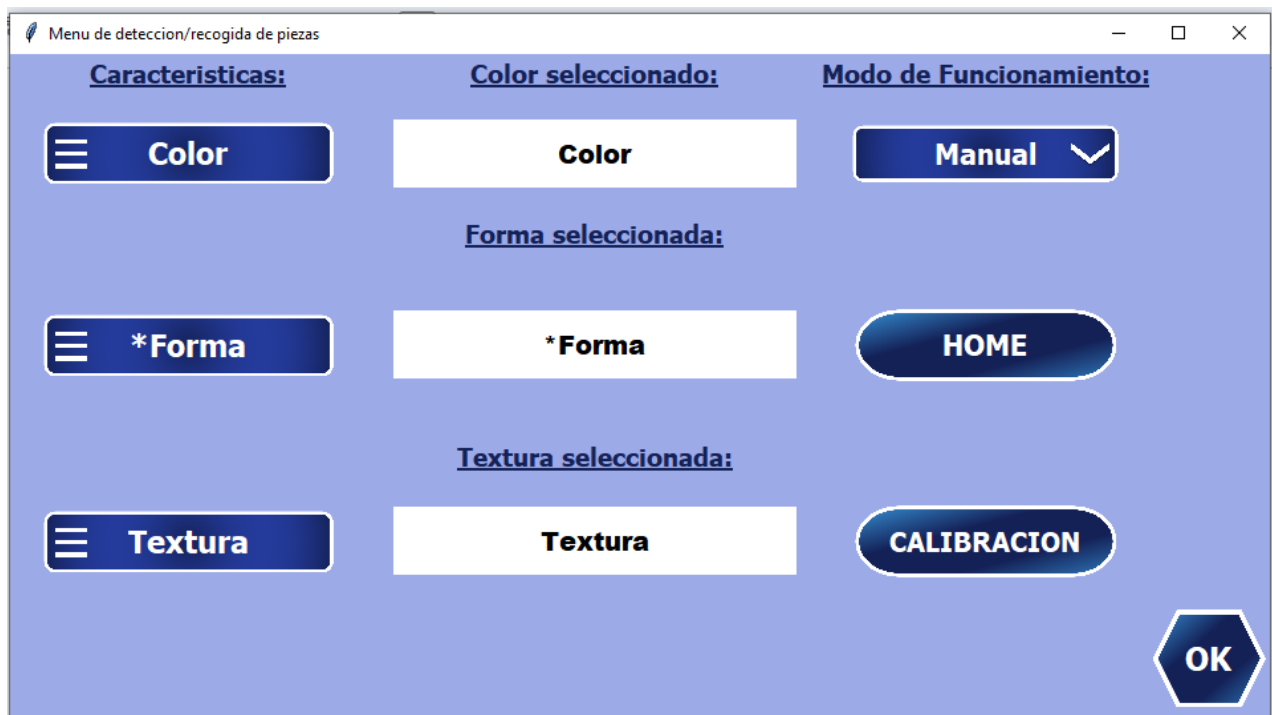 Menu de deteccion/recogida de piezas
Caracteristicas:
Color seleccionado:
Modo de Funcionamiento:
Color
Color
Manual
Forma seleccionada:
*Forma
*Forma
HOME
Textura seleccionada:
Textura
Textura
CALIBRACION
OK